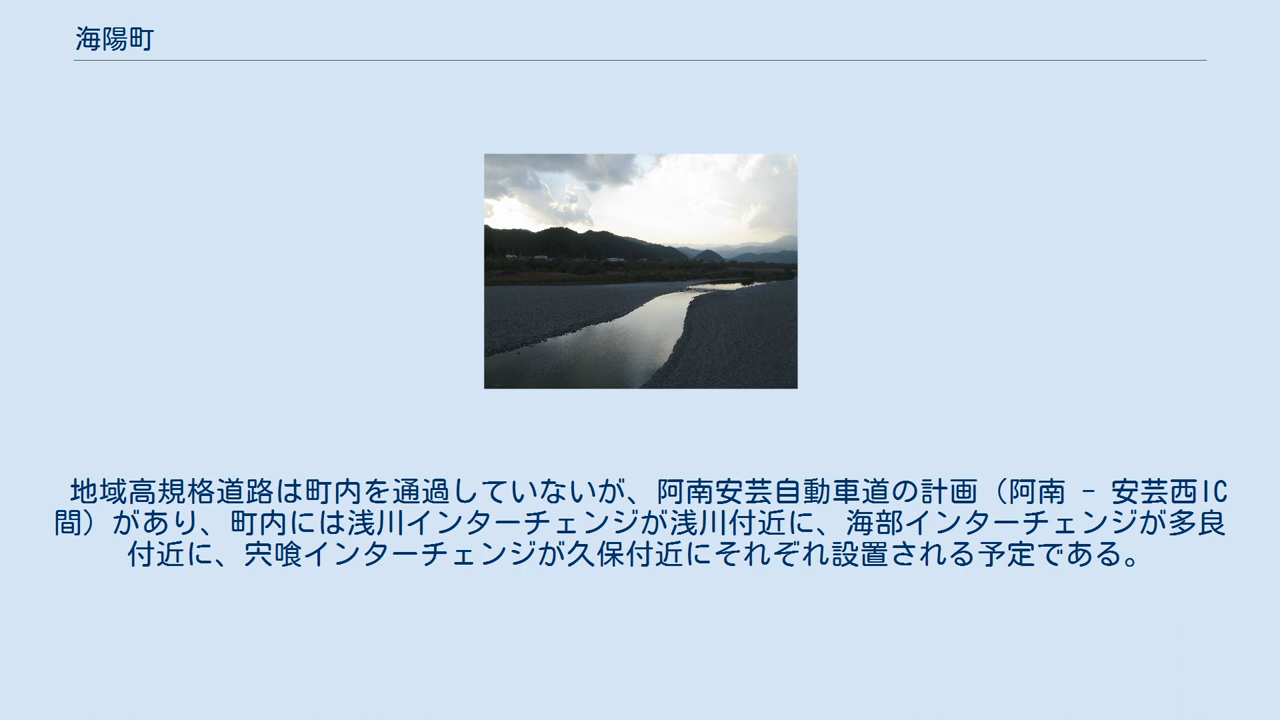 海陽町
地域高規格道路は町内を通過していないが、阿南安芸自動車道の計画（阿南 - 安芸西IC
間）があり、町内には浅川インターチェンジが浅川付近に、海部インターチェンジが多良
付近に、宍喰インターチェンジが久保付近にそれぞれ設置される予定である。